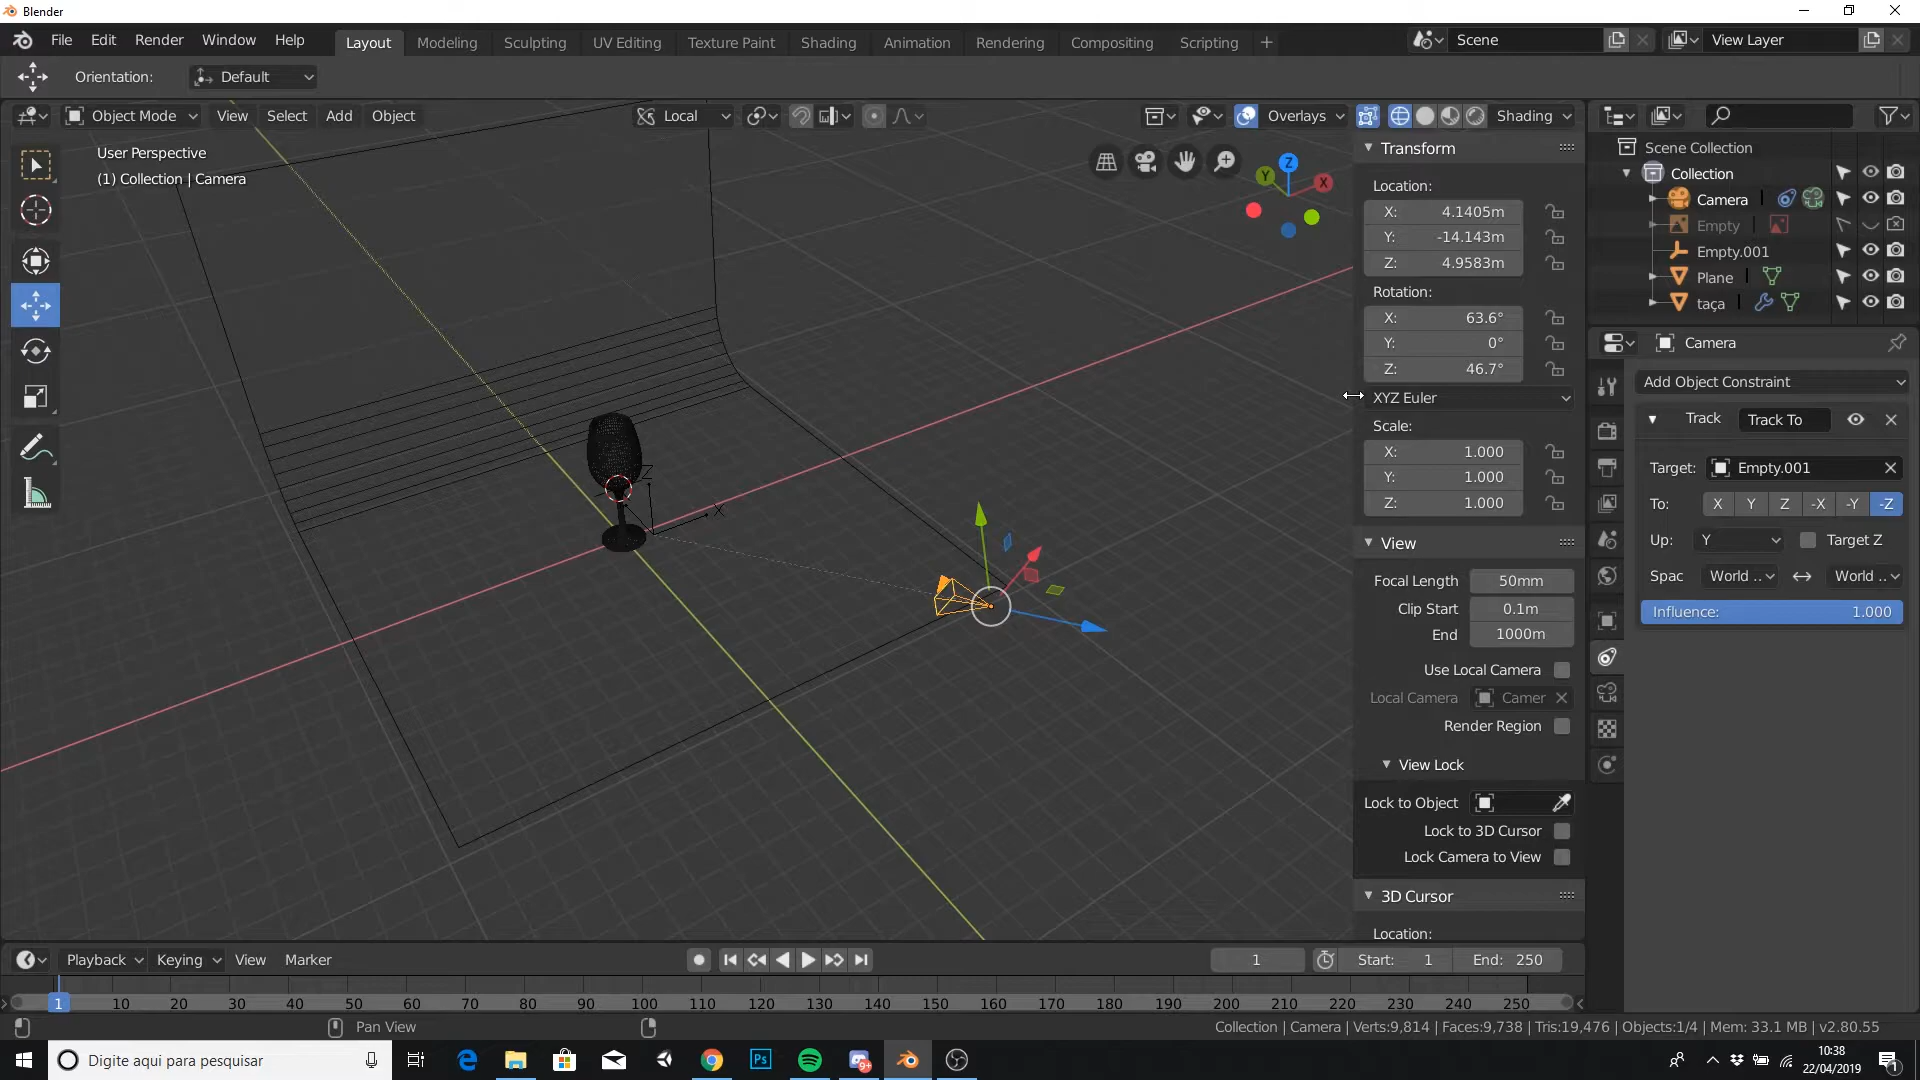 Blender
File Edit Render Window Help Layout Modeling Sculpting UV Editing Texture Paint Shading Animation Rendering Compositing Scripting Scene View Layer
Orientation: Default
Object Mode View Select Add Object Local Overlays Shading
User Perspective
(1) Collection | Camera
Transform
Location:
X: 4.1405m
Y: -14.143m
Z: 4.9583m
Rotation:
X: 63.6°
Y: 0°
Z: 46.7°
XYZ Euler
Scale:
X: 1.000
Y: 1.000
Z: 1.000
View
Focal Length 50mm
Clip Start 0.1m
End 1000m
Use Local Camera
Local Camera Camer
Render Region
View Lock
Lock to Object
Lock to 3D Cursor
Lock Camera to View
3D Cursor
Location:
Scene Collection
Collection
Camera
Empty
Empty.001
Plane
taça
Camera
Add Object Constraint
Track Track To
Target: Empty.001
To: X Y Z -X -Y -Z
Up: Y Target Z
Spac World .. World ..
Influence: 1.000
Z
X
Y
X
Z
Playback Keying View Marker 1 Start: 1 End: 250
1 10 20 30 40 50 60 70 80 90 100 110 120 130 140 150 160 170 180 190 200 210 220 230 240 250
Pan View Collection | Camera | Verts:9,814 | Faces:9,738 | Tris:19,476 | Objects:1/4 | Mem: 33.1 MB | v2.80.55
Digite aqui para pesquisar Ps 9+ 10:38
22/04/2019 1